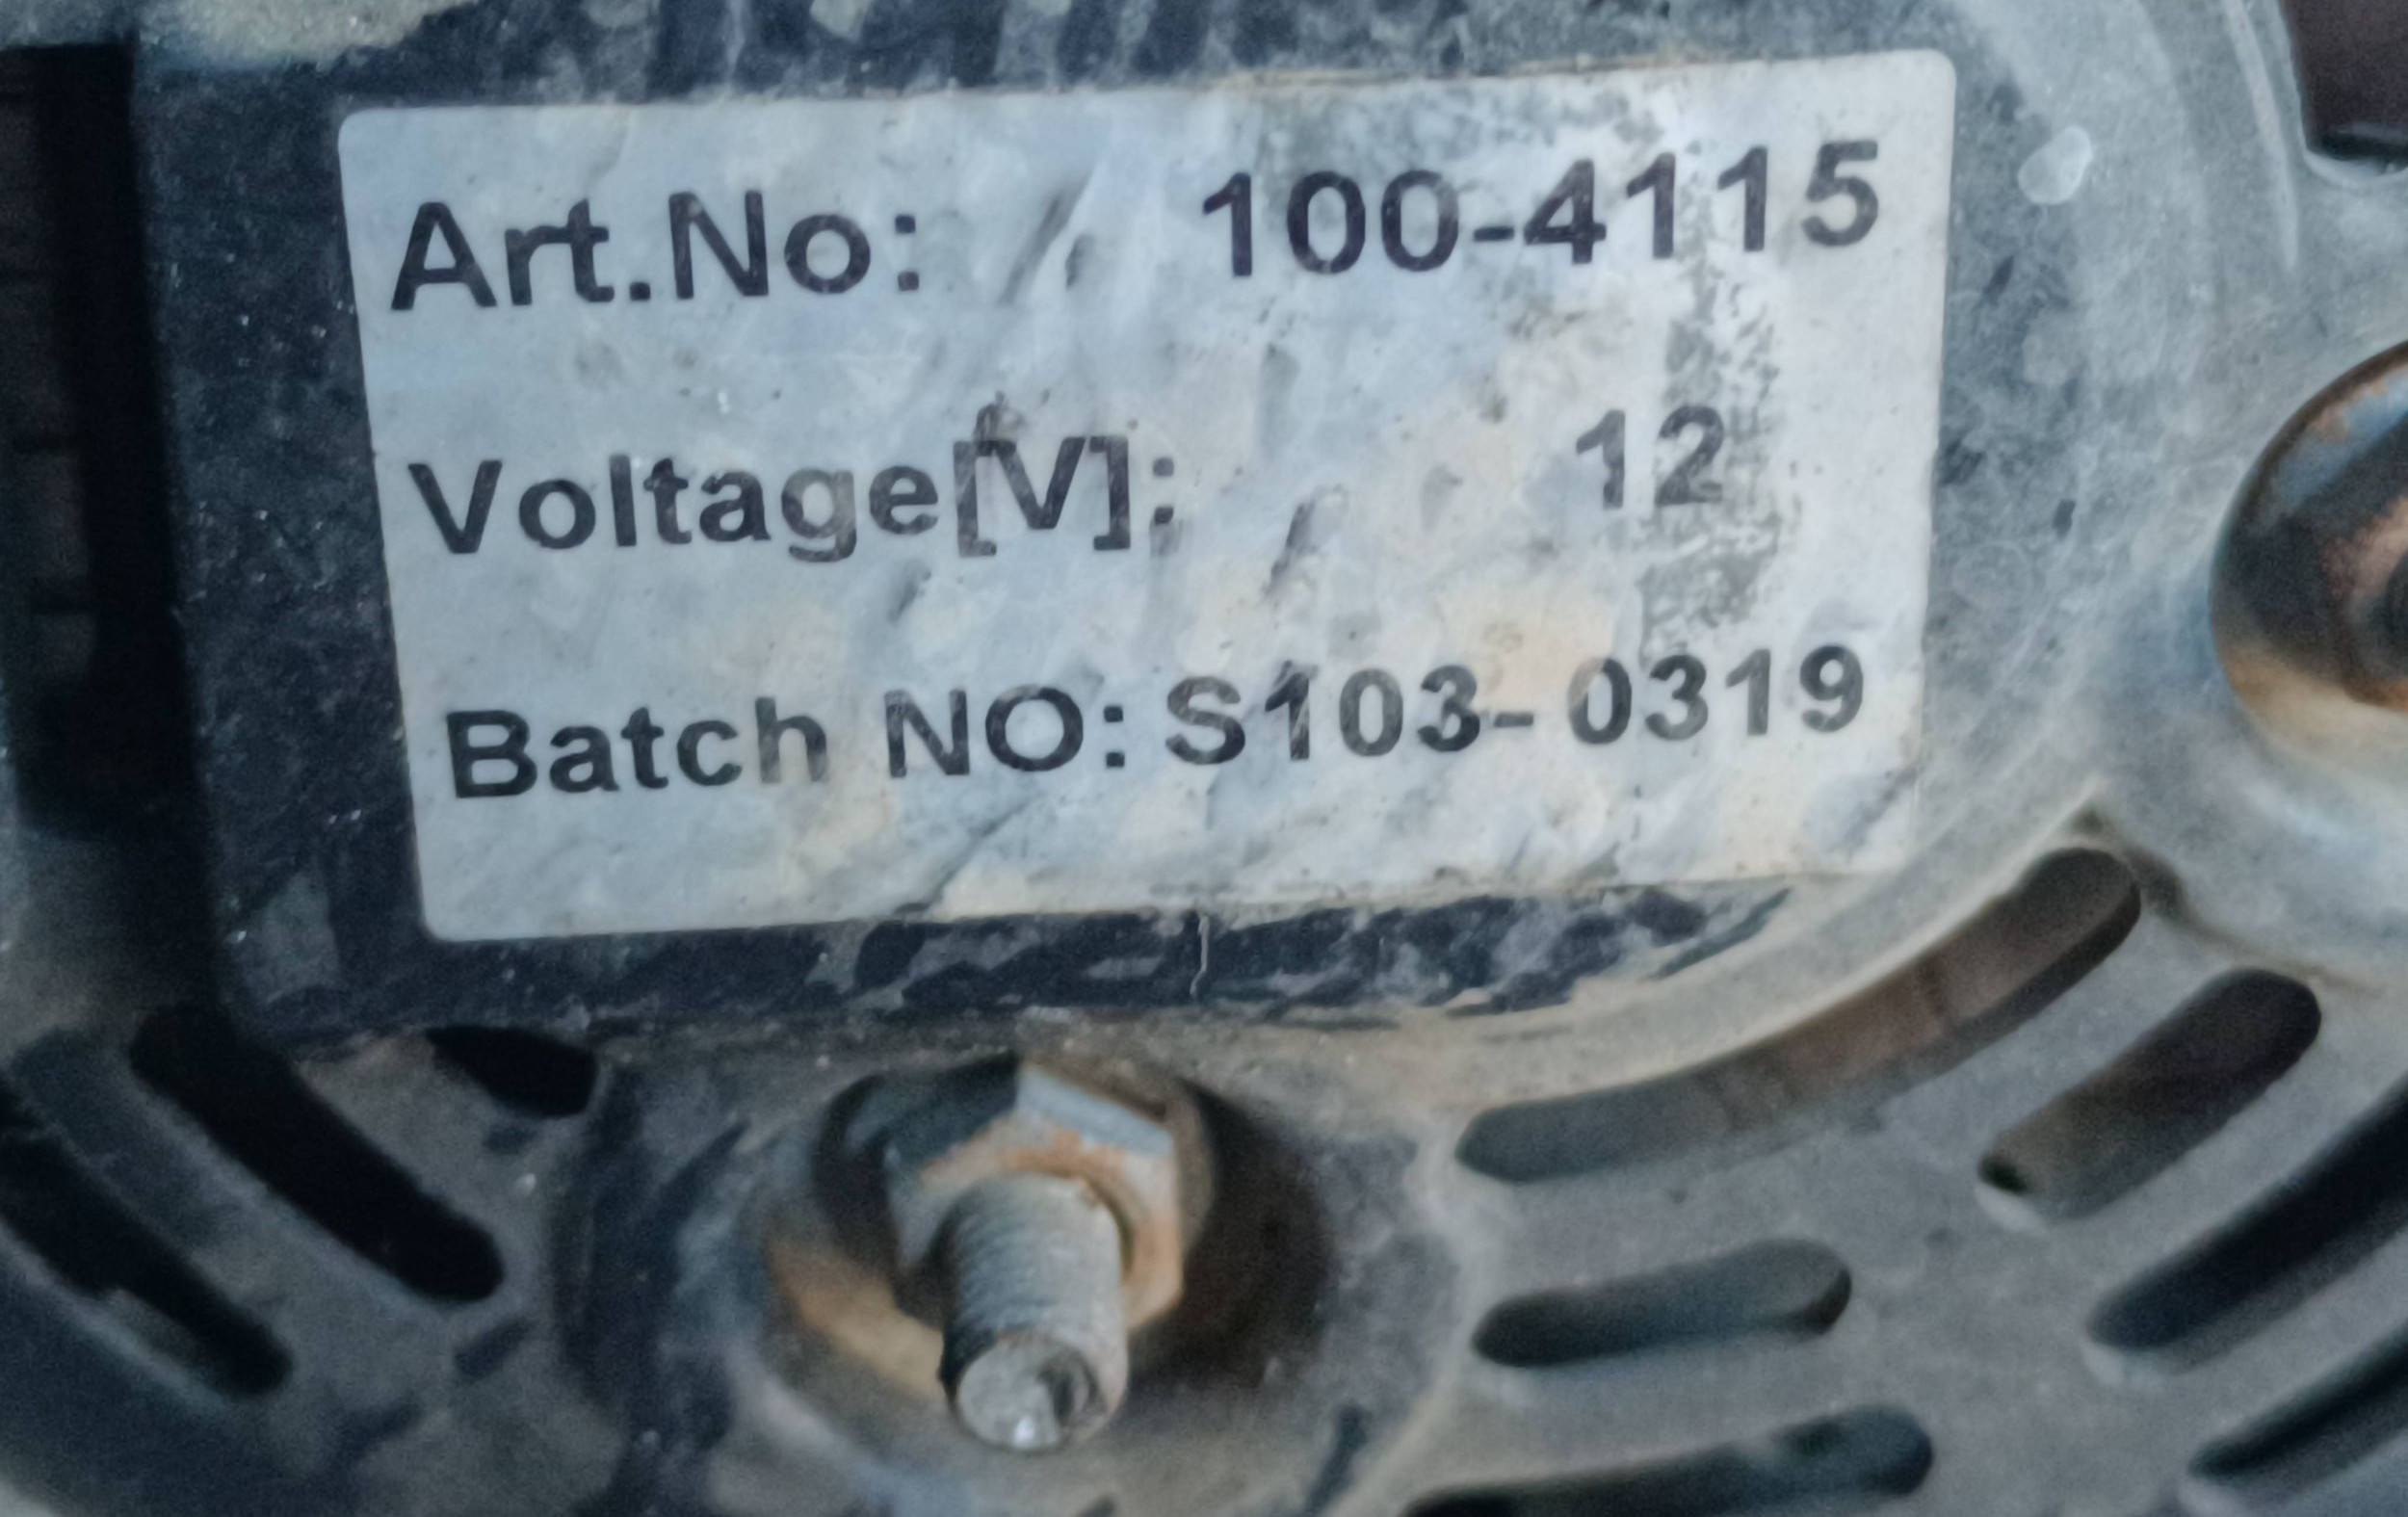 Art.No: 100-4115
Voltage[V]: 12
Batch NO: S103-0319